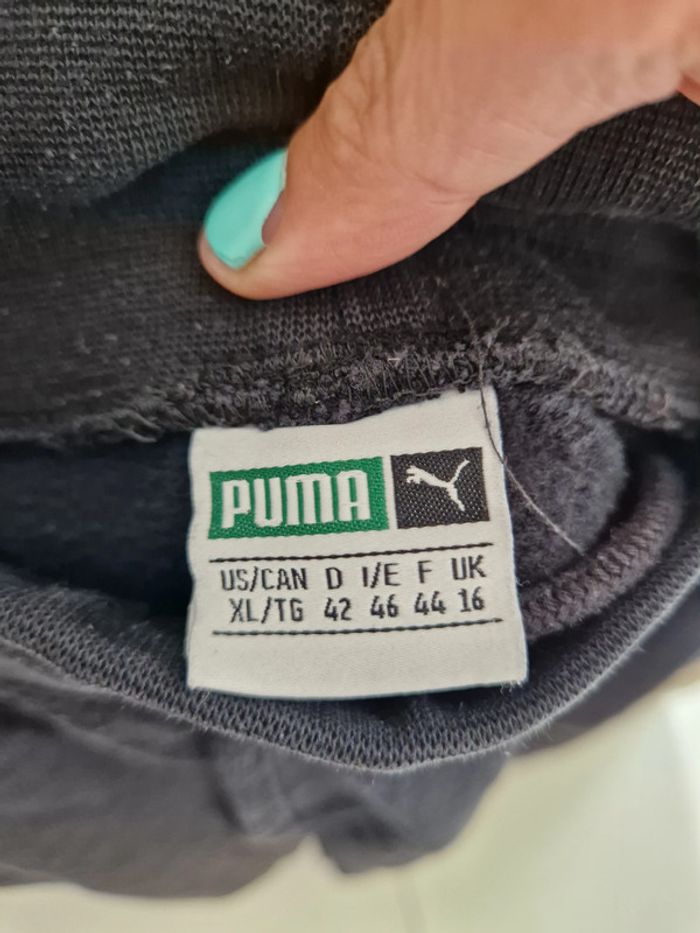 PUMA
US/CAN D I/E F UK
XL/TG 42 46 44 16